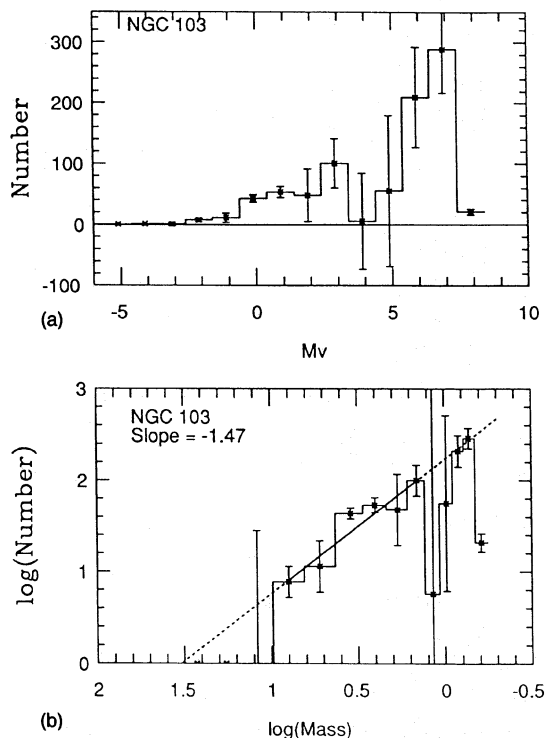 NGC 103
300
200
100
0
-100
Number
-5
0
5
10
(a)
Mv
NGC 103
Slope = -1.47
3
2
1
0
log(Number)
2
1.5
1
0.5
0
-0.5
(b)
log(Mass)